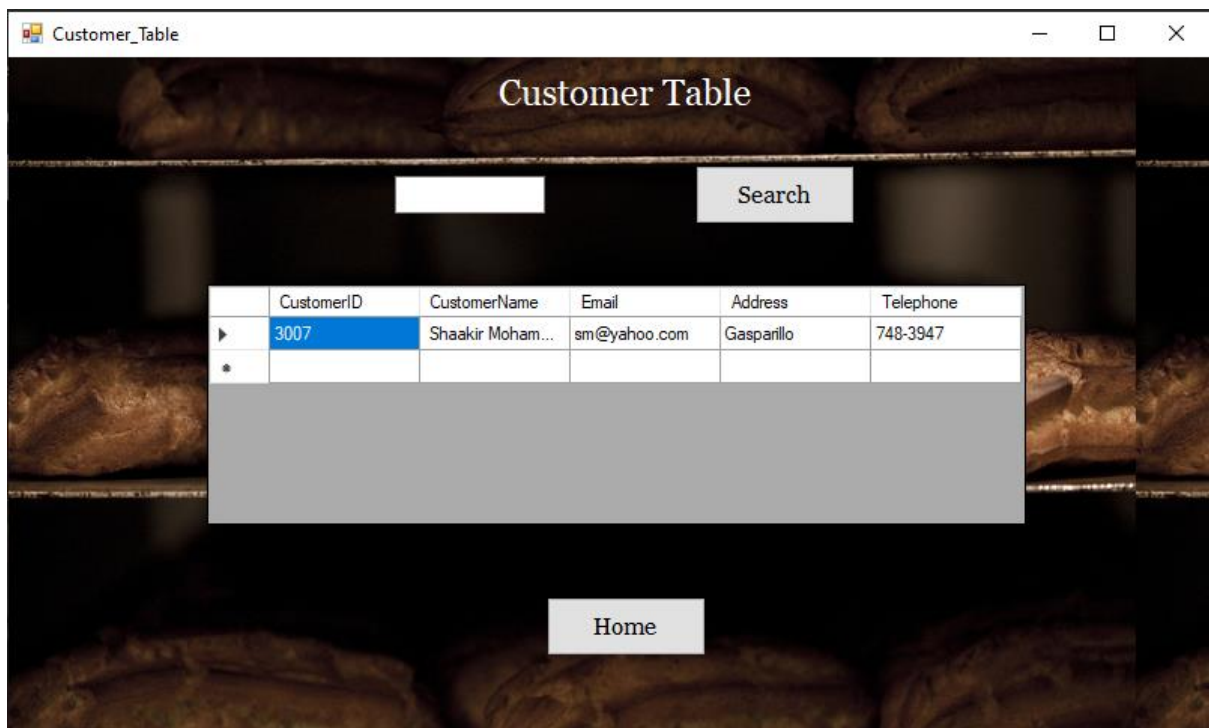 Customer_Table
Customer Table
Search
CustomerID CustomerName Email Address Telephone
3007 Shaakir Moham... sm@yahoo.com Gasparillo 748-3947
Home